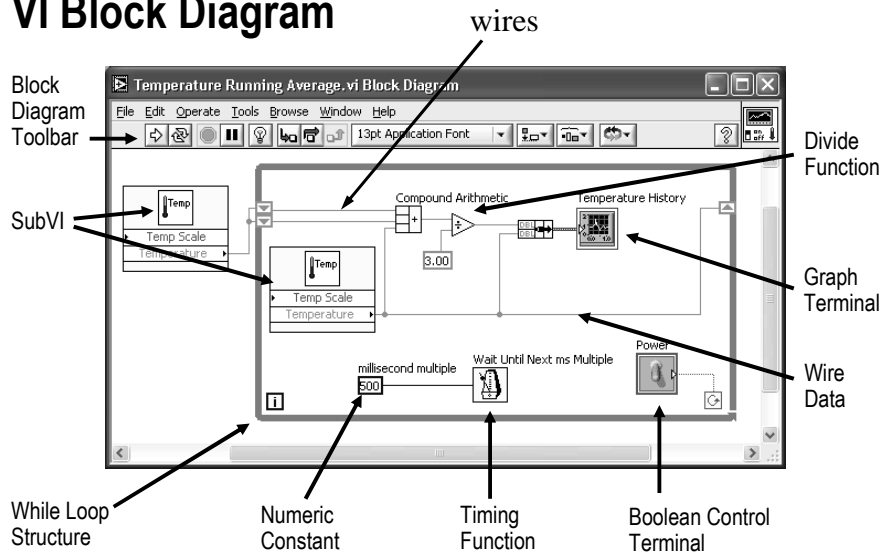 VI Block Diagram
wires
Block
Diagram
Toolbar
Temperature Running Average.vi Block Diagram
File Edit Operate Tools Browse Window Help
13pt Application Font
Divide
Function
SubVI
Temp
Temp Scale
Temperature
Compound Arithmetic
Temperature History
3.00
DBL
DBL
Temp
Temp Scale
Temperature
Graph
Terminal
millisecond multiple
500
Wait Until Next ms Multiple
Power
i
Wire
Data
While Loop
Structure
Numeric
Constant
Timing
Function
Boolean Control
Terminal